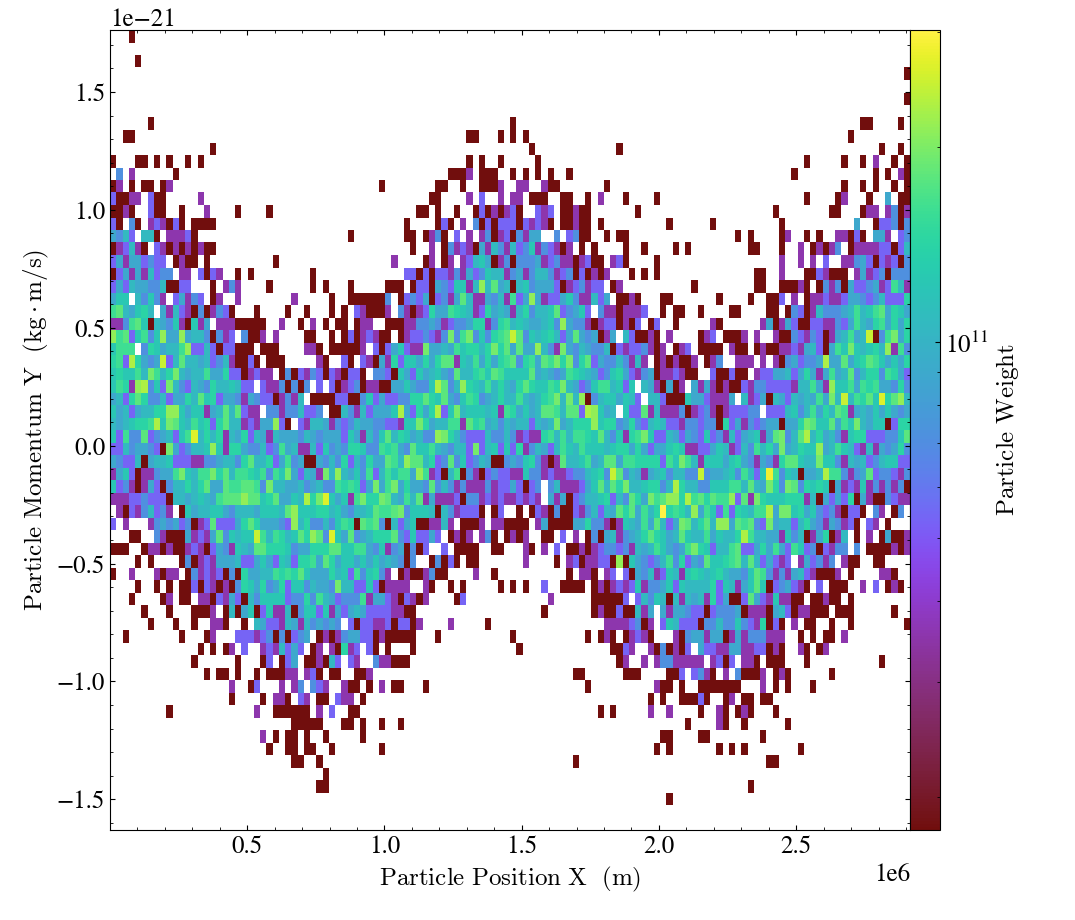 1e−21
1.5
1.0
0.5
0.0
−0.5
−1.0
−1.5
Particle Momentum Y (kg · m/s)
0.5
1.0
1.5
2.0
2.5
1e6
Particle Position X (m)
10¹¹
Particle Weight